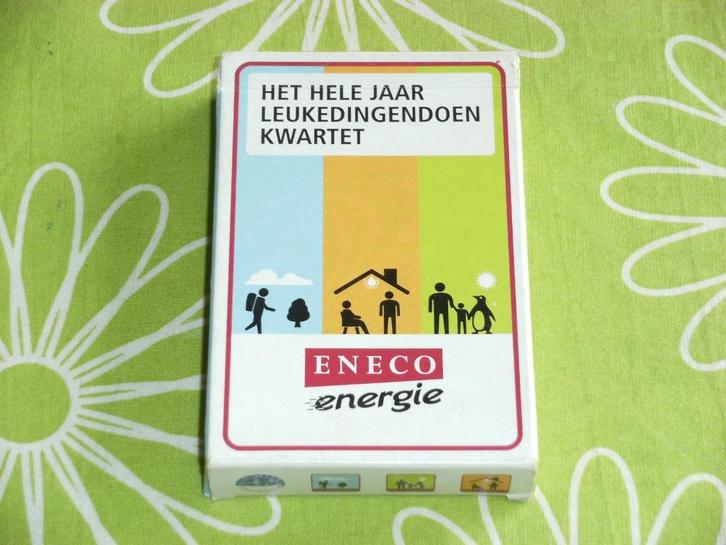 HET HELE JAAR
LEUKEDINGENDOEN
KWARTET
ENECO
energie